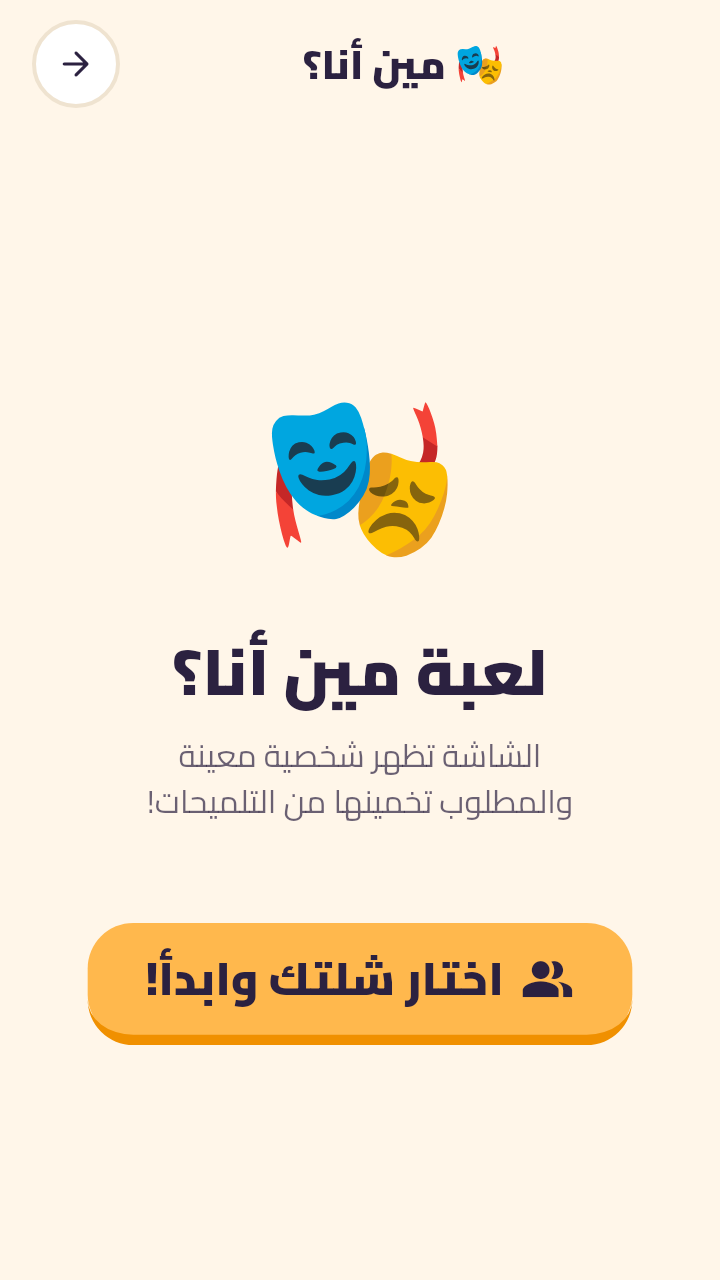 🎭 مين أنا؟
لعبة مين أنا؟
الشاشة تظهر شخصية معينة
والمطلوب تخمينها من التلميحات!
اختار شلتك وابدأ!